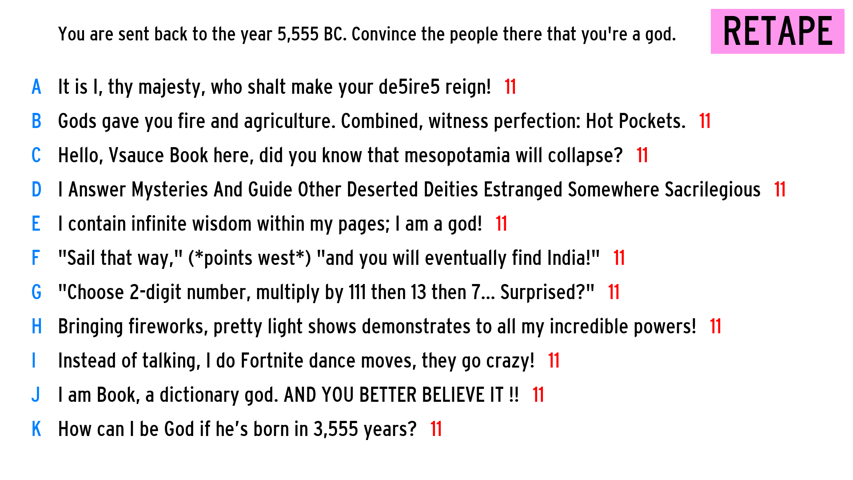 You are sent back to the year 5,555 BC. Convince the people there that you're a god.
RETAPE
A It is I, thy majesty, who shalt make your de5ire5 reign! 11
B Gods gave you fire and agriculture. Combined, witness perfection: Hot Pockets. 11
C Hello, Vsauce Book here, did you know that mesopotamia will collapse? 11
D I Answer Mysteries And Guide Other Deserted Deities Estranged Somewhere Sacrilegious 11
E I contain infinite wisdom within my pages; I am a god! 11
F "Sail that way," (*points west*) "and you will eventually find India!" 11
G "Choose 2-digit number, multiply by 111 then 13 then 7... Surprised?" 11
H Bringing fireworks, pretty light shows demonstrates to all my incredible powers! 11
I Instead of talking, I do Fortnite dance moves, they go crazy! 11
J I am Book, a dictionary god. AND YOU BETTER BELIEVE IT !! 11
K How can I be God if he’s born in 3,555 years? 11